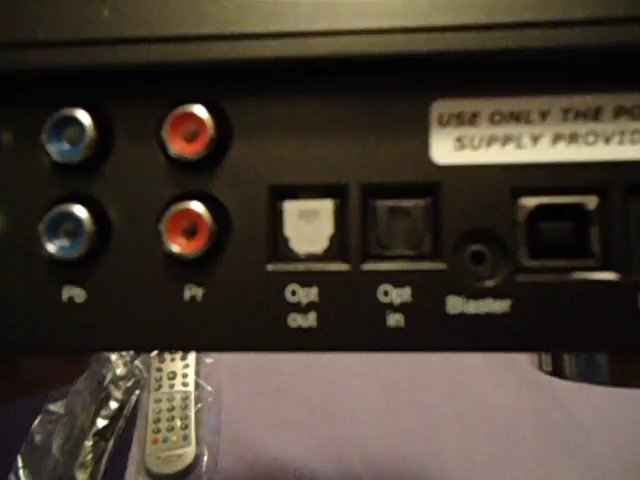 USE ONLY THE PO
SUPPLY PROVID
Pb
Pr
Opt
out
Opt
in
Blaster